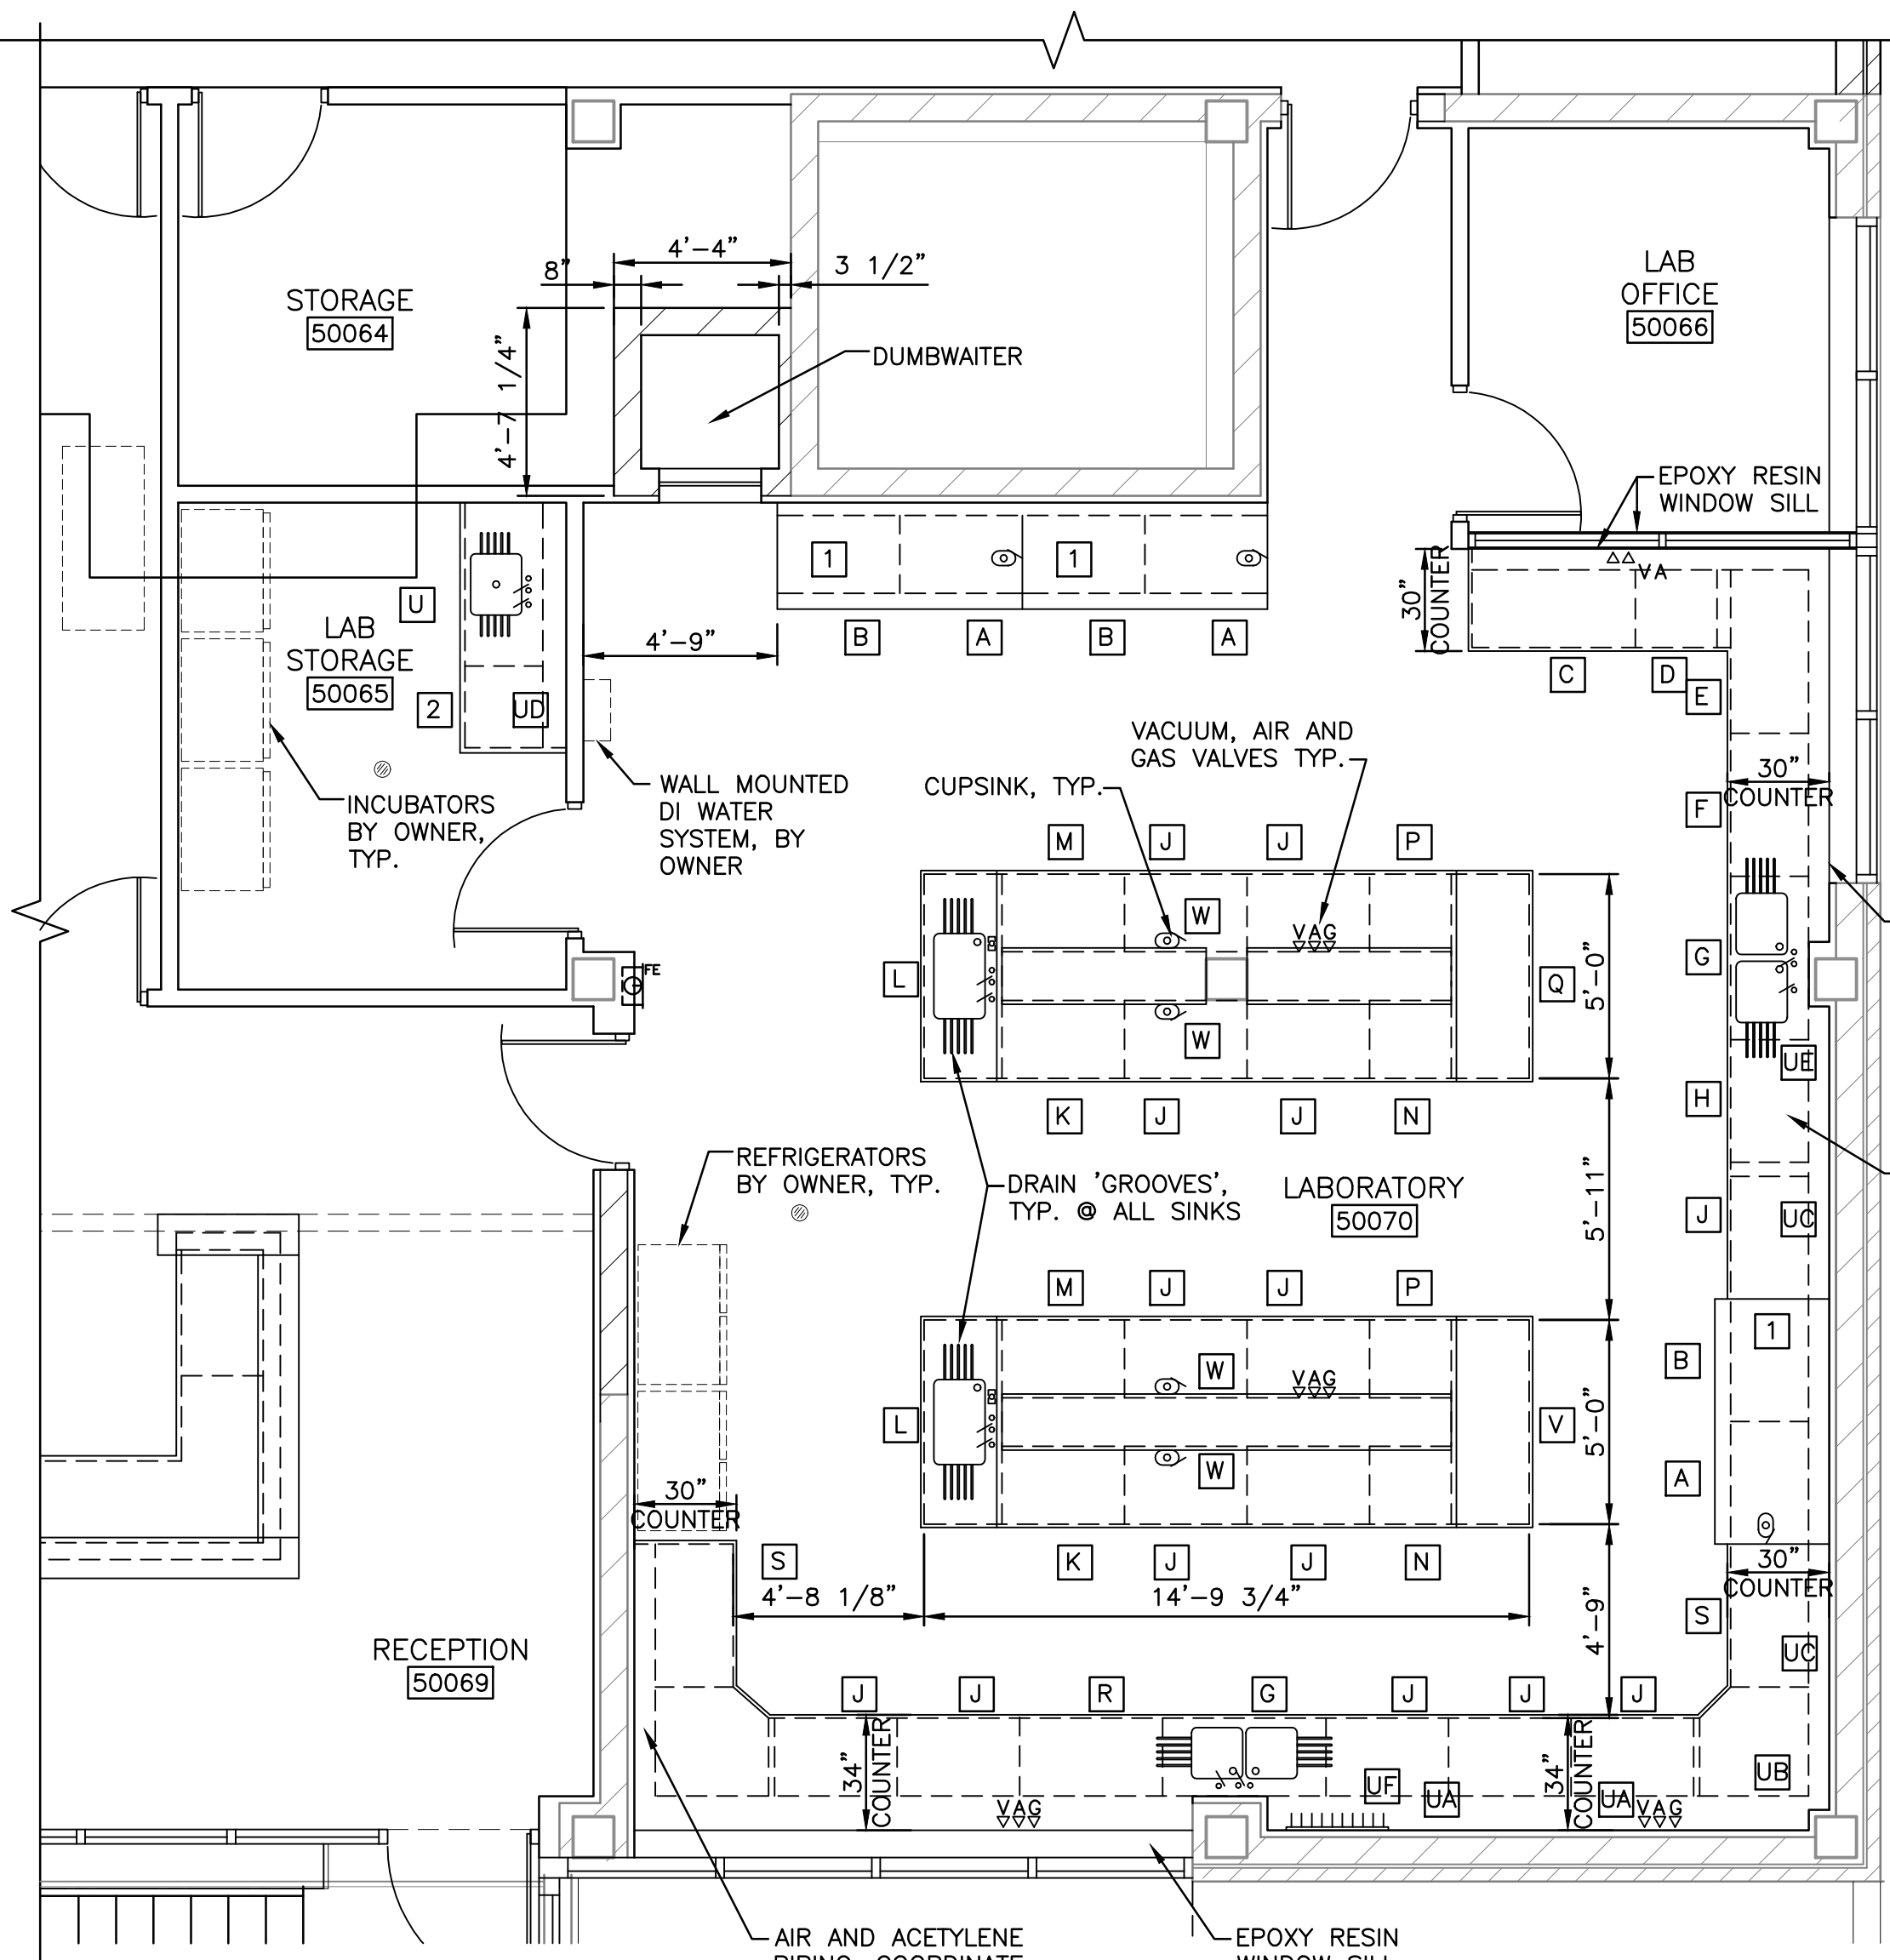 4'-4"
8"
3 1/2"
STORAGE
50064
4'-7 1/4"
DUMBWAITER
LAB
OFFICE
50066
EPOXY RESIN
WINDOW SILL
1
1
VA
30"
COUNTER
U
LAB
STORAGE
50065
2
UD
4'-9"
B
A
B
A
C
D
E
VACUUM, AIR AND
GAS VALVES TYP.
CUPSINK, TYP.
WALL MOUNTED
DI WATER
SYSTEM, BY
OWNER
INCUBATORS
BY OWNER,
TYP.
30"
COUNTER
F
M
J
J
P
W
VAG
L
FE
Q
5'-0"
G
W
UE
K
J
J
N
H
REFRIGERATORS
BY OWNER, TYP.
DRAIN 'GROOVES',
TYP. @ ALL SINKS
LABORATORY
50070
5'-11"
J
UC
M
J
J
P
1
B
W
VAG
L
V
5'-0"
W
A
30"
COUNTER
S
K
J
J
N
30"
COUNTER
4'-8 1/8"
14'-9 3/4"
4'-9"
S
UC
RECEPTION
50069
J
J
R
G
J
J
J
34"
COUNTER
VAG
UF
UA
34"
COUNTER
UA
VAG
UB
AIR AND ACETYLENE
PIPING, COORDINATE
EPOXY RESIN
WINDOW SILL